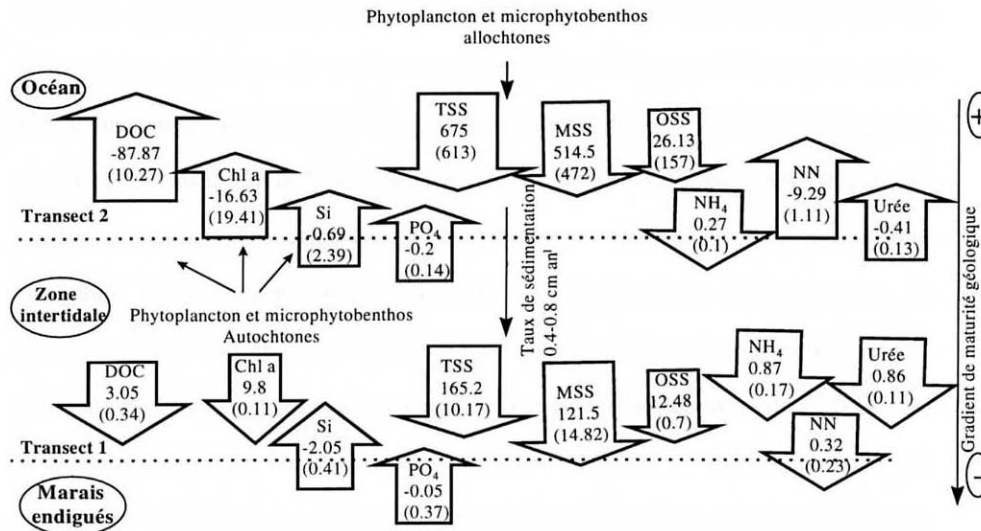 Phytoplancton et microphytobenthos
allochtones
Océan
DOC
-87.87
(10.27)
Chl a
-16.63
(19.41)
Si
-0.69
(2.39)
PO4
-0.2
(0.14)
TSS
675
(613)
MSS
514.5
(472)
OSS
26.13
(157)
NH4
0.27
(0.1)
NN
-9.29
(1.11)
Urée
-0.41
(0.13)
+
Transect 2
Zone
intertidale
Phytoplancton et microphytobenthos
Autochtones
Taux de sédimentation
0.4-0.8 cm an¹
Gradient de maturité géologique
DOC
3.05
(0.34)
Chl a
9.8
(0.11)
Si
-2.05
(0.41)
PO4
-0.05
(0.37)
TSS
165.2
(10.17)
MSS
121.5
(14.82)
OSS
12.48
(0.7)
NH4
0.87
(0.17)
NN
0.32
(0.23)
Urée
0.86
(0.11)
Transect 1
Marais
endigués
-